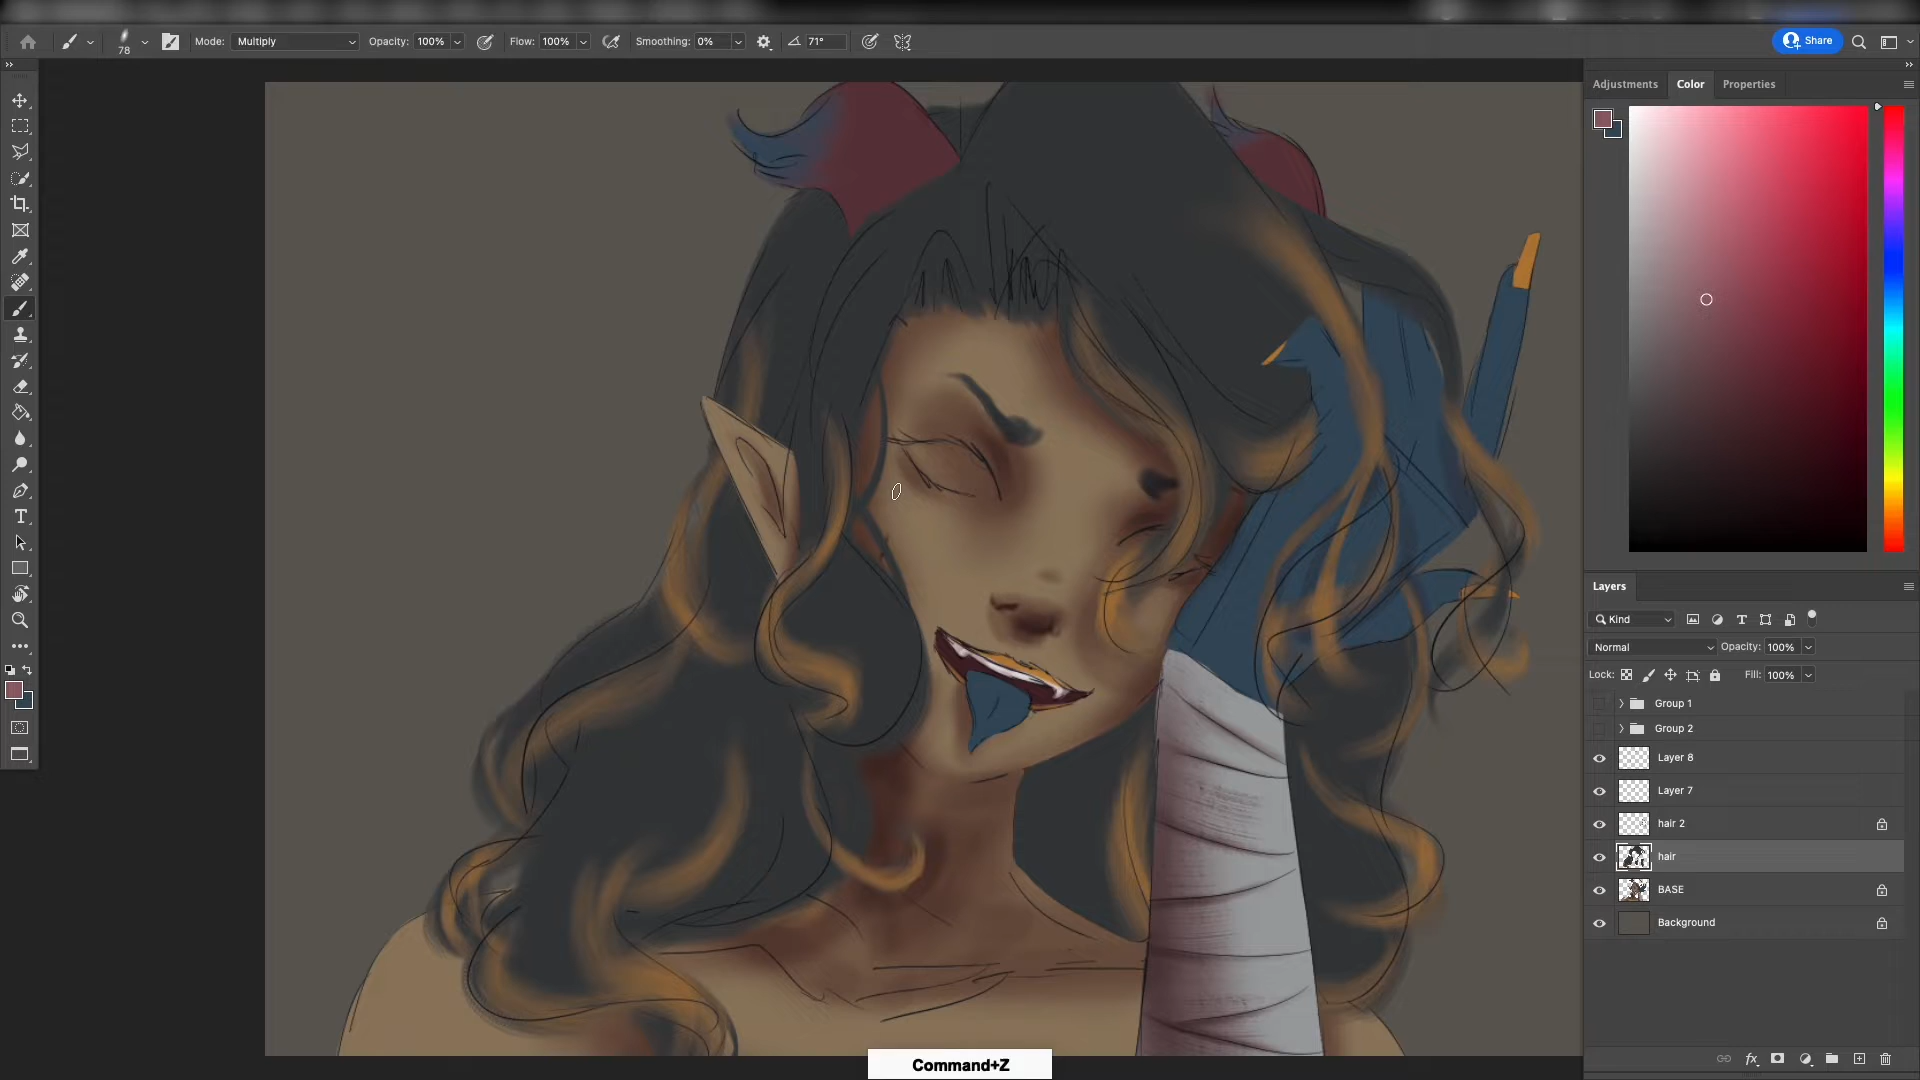 78
Mode: Multiply
Opacity: 100%
Flow: 100%
Smoothing: 0%
71°
Share
Adjustments
Color
Properties
Layers
Kind
Normal
Opacity: 100%
Lock:
Fill: 100%
Group 1
Group 2
Layer 8
Layer 7
hair 2
hair
BASE
Background
Command+Z